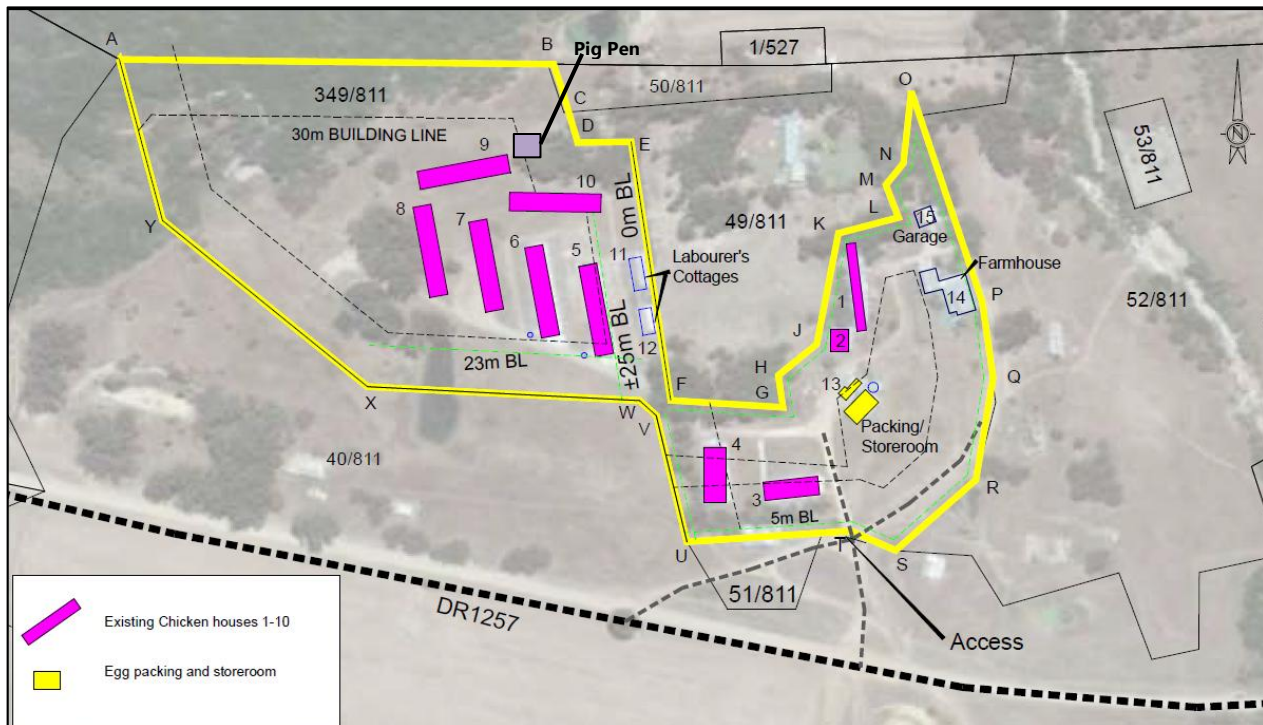 A
B
Pig Pen
1/527
349/811
C
50/811
O
30m BUILDING LINE
D
E
N
53/811
N
9
M
10
8
7
0m BL
49/811
K
L
15
Garage
Y
6
5
11
Labourer's
Cottages
Farmhouse
1
14
P
52/811
12
J
2
±25m BL
23m BL
H
F
G
13
Q
X
W
V
Packing/
Storeroom
40/811
4
3
R
5m BL
U
T
S
51/811
DR1257
Access
Existing Chicken houses 1-10
Egg packing and storeroom